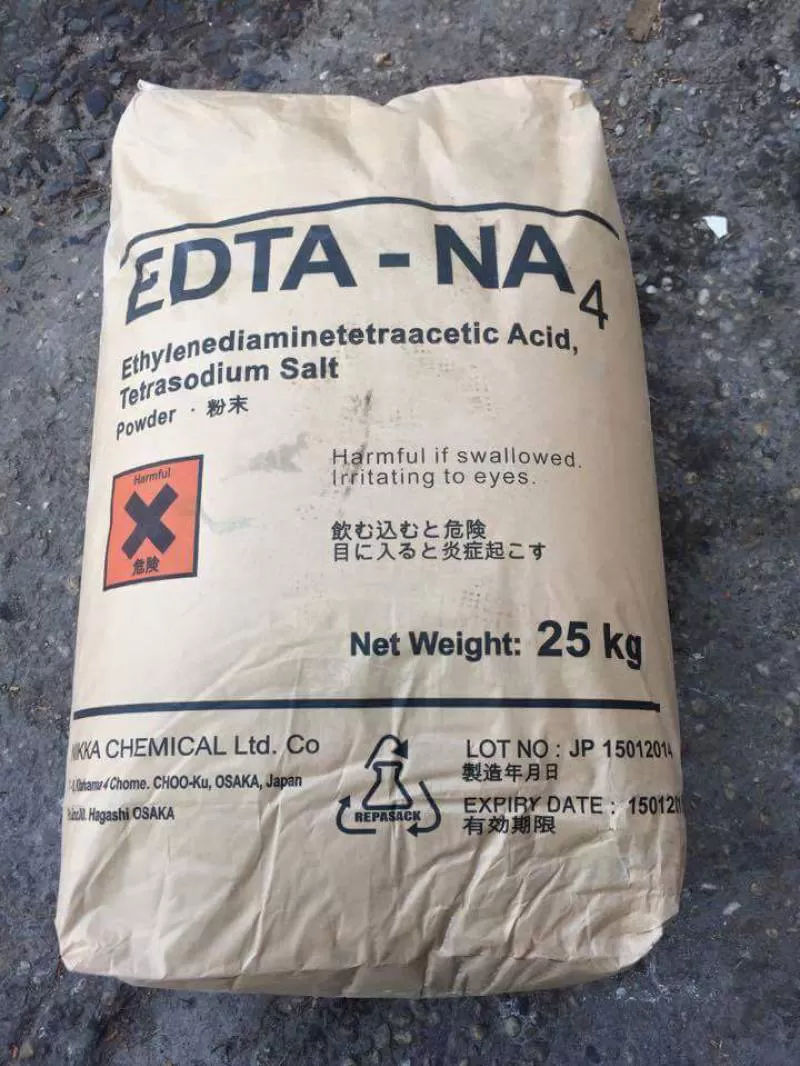 EDTA - NA4
Ethylenediaminetetraacetic Acid,
Tetrasodium Salt
Powder · 粉末
Harmful
危険
Harmful if swallowed.
Irritating to eyes.
飲む込むと危険
目に入ると炎症起こす
Net Weight: 25 kg
NIKKA CHEMICAL Ltd. Co
Chome. CHOO-Ku, OSAKA, Japan
Hagashi OSAKA
REPASACK
LOT NO : JP 15012014
製造年月日
EXPIRY DATE :
有効期限